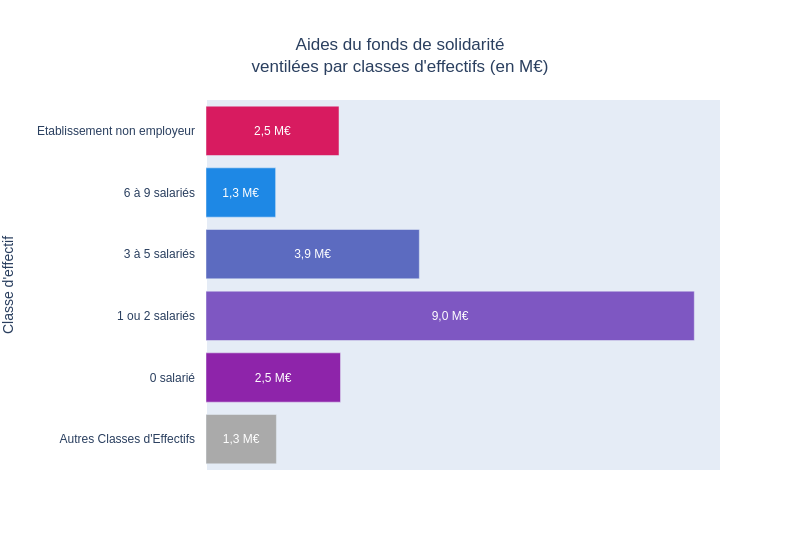 Aides du fonds de solidarité
ventilées par classes d'effectifs (en M€)
Classe d'effectif
Etablissement non employeur
2,5 M€
6 à 9 salariés
1,3 M€
3 à 5 salariés
3,9 M€
1 ou 2 salariés
9,0 M€
0 salarié
2,5 M€
Autres Classes d'Effectifs
1,3 M€